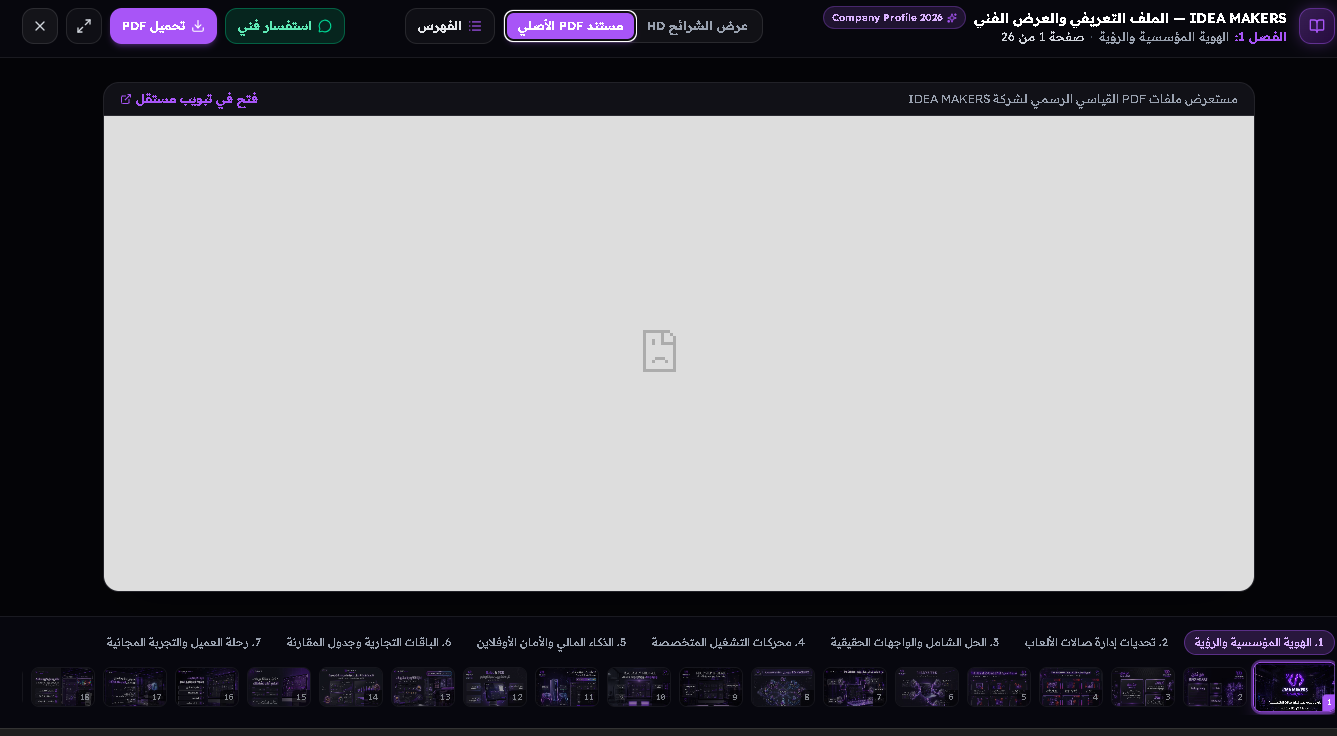 IDEA MAKERS — الملف التعريفي والعرض الفني
Company Profile 2026
الفصل 1: الهوية المؤسسية والرؤية · صفحة 1 من 26
عرض الشرائح HD
مستند PDF الأصلي
الفهرس
استفسار فني
تحميل PDF
مستعرض ملفات PDF القياسي الرسمي لشركة IDEA MAKERS
فتح في تبويب مستقل
1. الهوية المؤسسية والرؤية
2. تحديات إدارة صالات الألعاب
3. الحل الشامل والواجهات الحقيقية
4. محركات التشغيل المتخصصة
5. الذكاء المالي والأمان الأوفلاين
6. الباقات التجارية وجدول المقارنة
7. رحلة العميل والتجربة المجانية
IDEA MAKERS
1
2
3
4
5
6
7
8
9
10
11
12
13
14
15
16
17
18